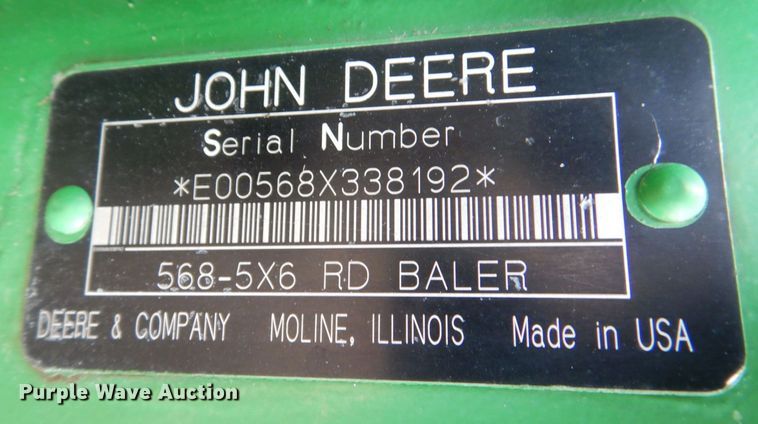 JOHN DEERE
Serial Number
*E00568X338192*
568-5X6 RD BALER
DEERE & COMPANY MOLINE, ILLINOIS Made in USA
Purple Wave Auction